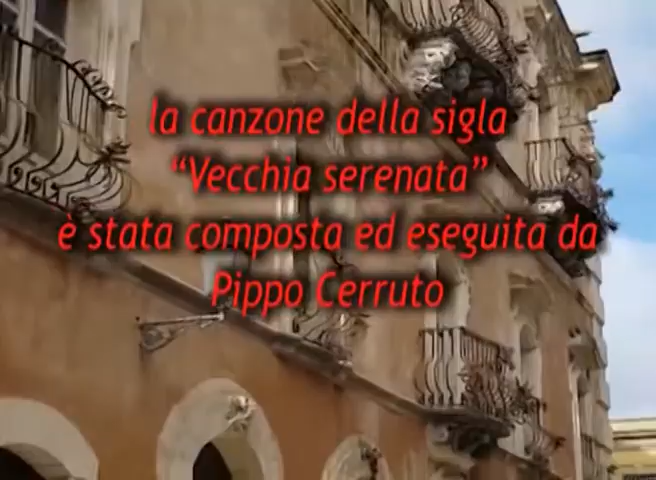 la canzone della sigla
“Vecchia serenata”
è stata composta ed eseguita da
Pippo Cerruto